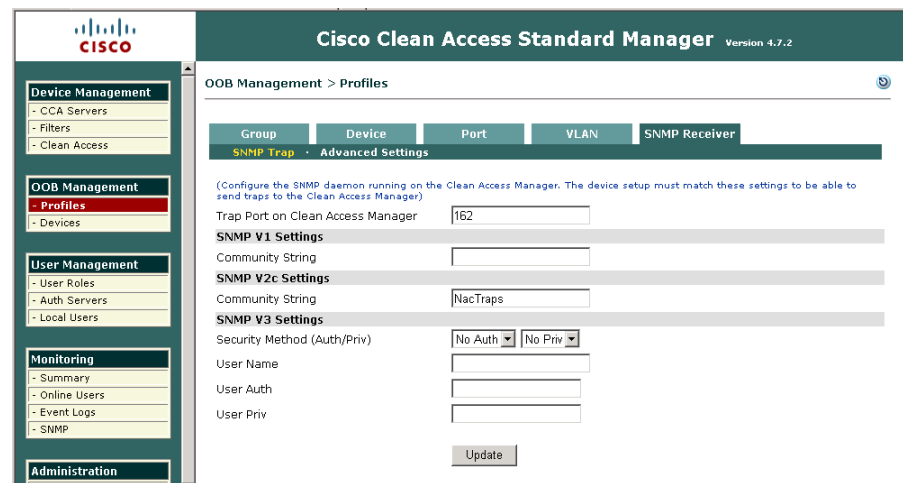 CISCO
Cisco Clean Access Standard Manager Version 4.7.2
Device Management
- CCA Servers
- Filters
- Clean Access
OOB Management
- Profiles
- Devices
User Management
- User Roles
- Auth Servers
- Local Users
Monitoring
- Summary
- Online Users
- Event Logs
- SNMP
Administration
OOB Management > Profiles
Group Device Port VLAN SNMP Receiver
SNMP Trap · Advanced Settings
(Configure the SNMP daemon running on the Clean Access Manager. The device setup must match these settings to be able to
send traps to the Clean Access Manager)
Trap Port on Clean Access Manager 162
SNMP V1 Settings
Community String
SNMP V2c Settings
Community String NacTraps
SNMP V3 Settings
Security Method (Auth/Priv) No Auth No Priv
User Name
User Auth
User Priv
Update